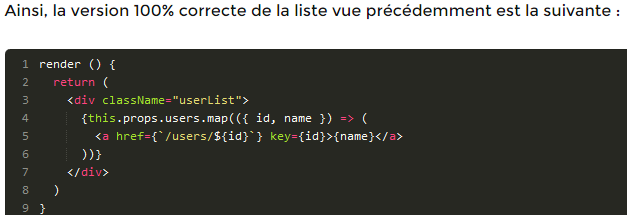 Ainsi, la version 100% correcte de la liste vue précédemment est la suivante :
1 render () {
2   return (
3     <div className="userList">
4       {this.props.users.map(({ id, name }) => (
5         <a href={`/users/${id}`} key={id}>{name}</a>
6       ))}
7     </div>
8   )
9 }